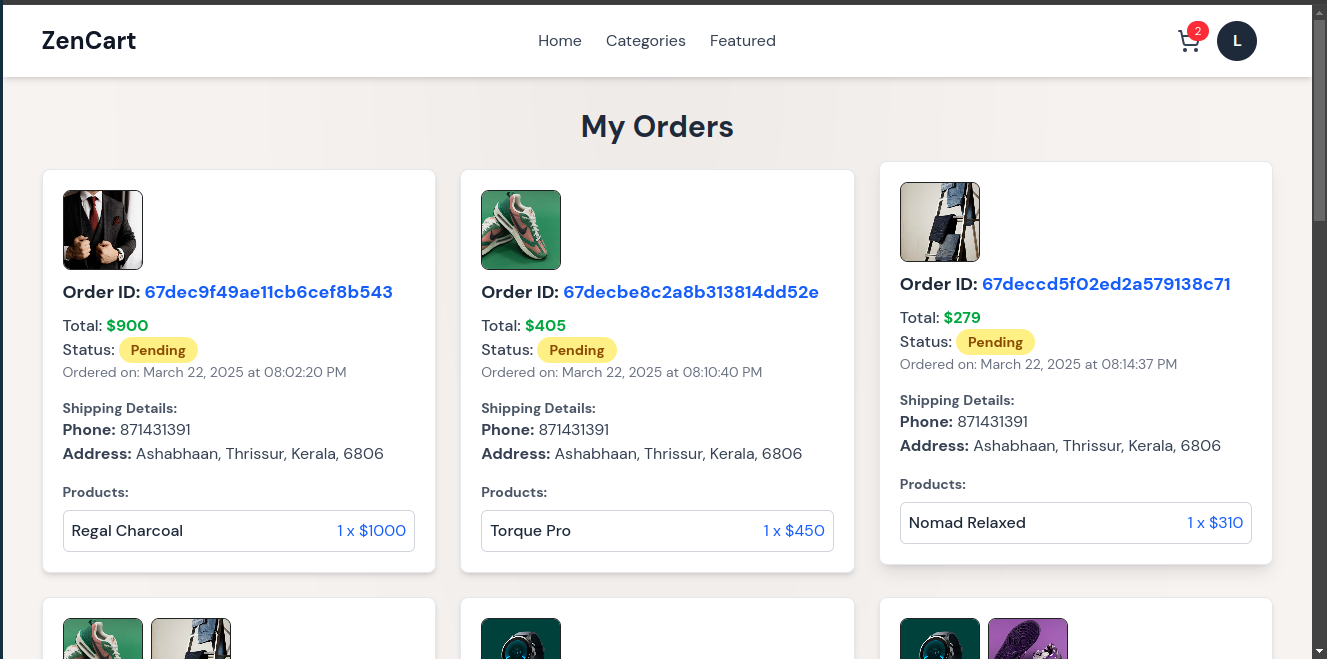 ZenCart
Home Categories Featured
2
L
My Orders
Order ID: 67dec9f49ae11cb6cef8b543
Total: $900
Status: Pending
Ordered on: March 22, 2025 at 08:02:20 PM
Shipping Details:
Phone: 871431391
Address: Ashabhaan, Thrissur, Kerala, 6806
Products:
Regal Charcoal 1 x $1000
Order ID: 67decbe8c2a8b313814dd52e
Total: $405
Status: Pending
Ordered on: March 22, 2025 at 08:10:40 PM
Shipping Details:
Phone: 871431391
Address: Ashabhaan, Thrissur, Kerala, 6806
Products:
Torque Pro 1 x $450
Order ID: 67deccd5f02ed2a579138c71
Total: $279
Status: Pending
Ordered on: March 22, 2025 at 08:14:37 PM
Shipping Details:
Phone: 871431391
Address: Ashabhaan, Thrissur, Kerala, 6806
Products:
Nomad Relaxed 1 x $310